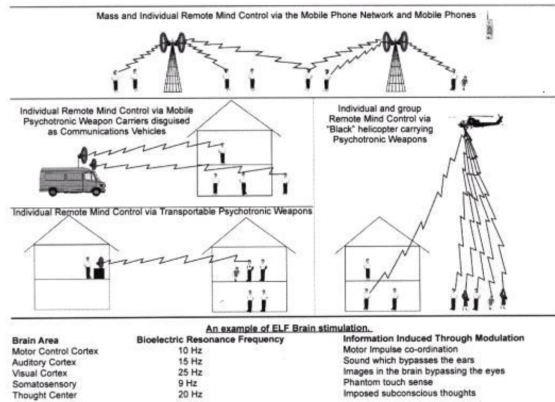 Mass and Individual Remote Mind Control via the Mobile Phone Network and Mobile Phones
Individual Remote Mind Control via Mobile
Psychotronic Weapon Carriers disguised
as Communications Vehicles
Individual and group
Remote Mind Control via
"Black" helicopter carrying
Psychotronic Weapons
Individual Remote Mind Control via Transportable Psychotronic Weapons
An example of ELF Brain stimulation.
Brain Area Bioelectric Resonance Frequency Information Induced Through Modulation
Motor Control Cortex 10 Hz Motor Impulse co-ordination
Auditory Cortex 15 Hz Sound which bypasses the ears
Visual Cortex 25 Hz Images in the brain bypassing the eyes
Somatosensory 9 Hz Phantom touch sense
Thought Center 20 Hz Imposed subconscious thoughts